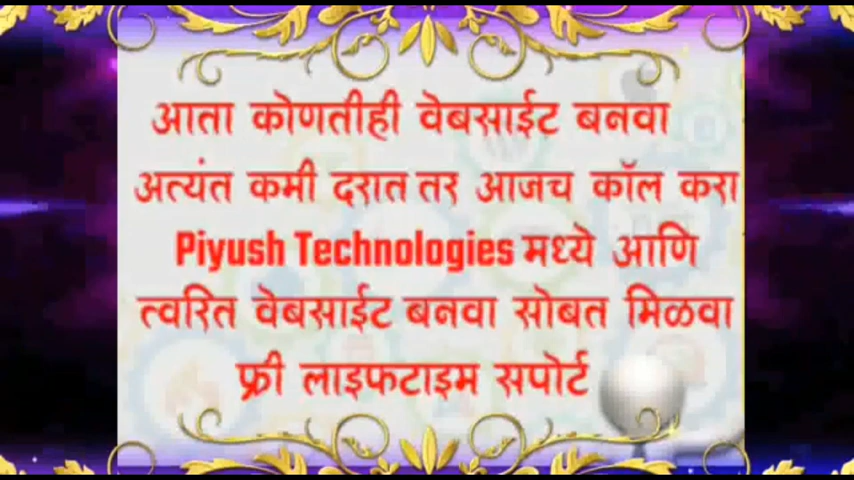 आता कोणतीही वेबसाईट बनवा
अत्यंत कमी दरात तर आजच कॉल करा
Piyush Technologies मध्ये आणि
त्वरित वेबसाईट बनवा सोबत मिळवा
फ्री लाइफटाइम सपोर्ट